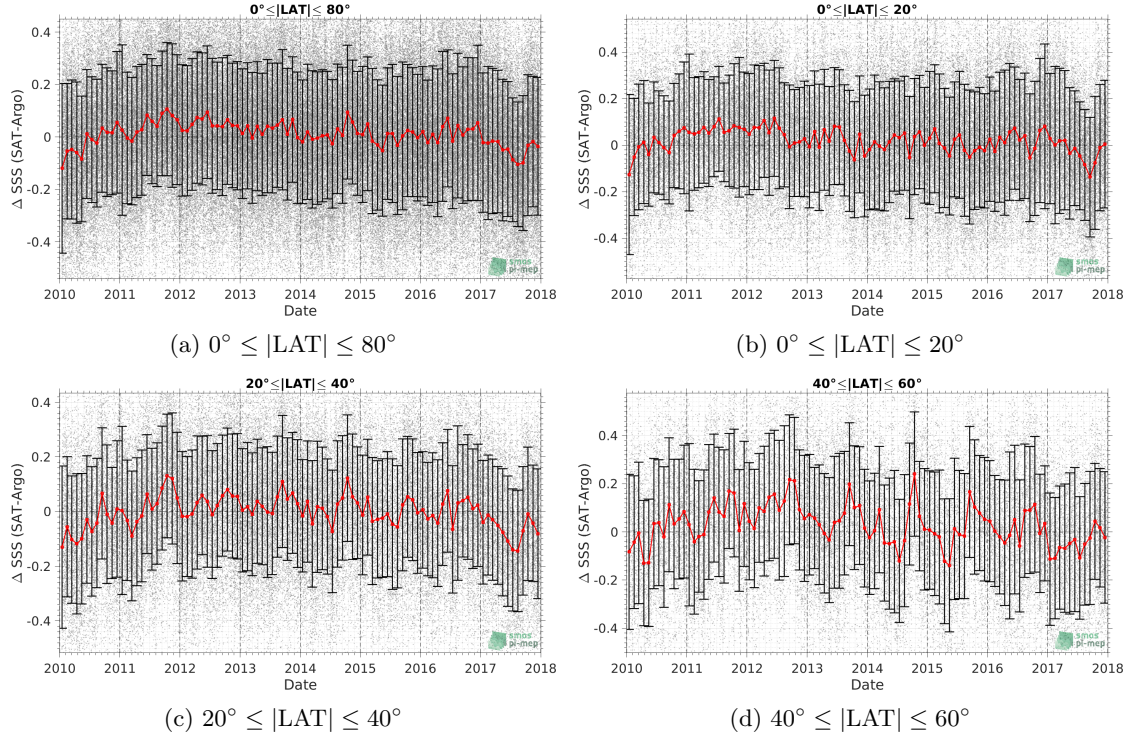 0°≤|LAT|≤ 80°
Δ SSS (SAT-Argo)
0.4
0.2
0
-0.2
-0.4
2010 2011 2012 2013 2014 2015 2016 2017 2018
Date
smos
pi-mep
(a) 0° ≤ |LAT| ≤ 80°
0°≤|LAT|≤ 20°
Δ SSS (SAT-Argo)
0.4
0.2
0
-0.2
-0.4
2010 2011 2012 2013 2014 2015 2016 2017 2018
Date
smos
pi-mep
(b) 0° ≤ |LAT| ≤ 20°
20°≤|LAT|≤ 40°
Δ SSS (SAT-Argo)
0.4
0.2
0
-0.2
-0.4
2010 2011 2012 2013 2014 2015 2016 2017 2018
Date
smos
pi-mep
(c) 20° ≤ |LAT| ≤ 40°
40°≤|LAT|≤ 60°
Δ SSS (SAT-Argo)
0.4
0.2
0
-0.2
-0.4
2010 2011 2012 2013 2014 2015 2016 2017 2018
Date
smos
pi-mep
(d) 40° ≤ |LAT| ≤ 60°